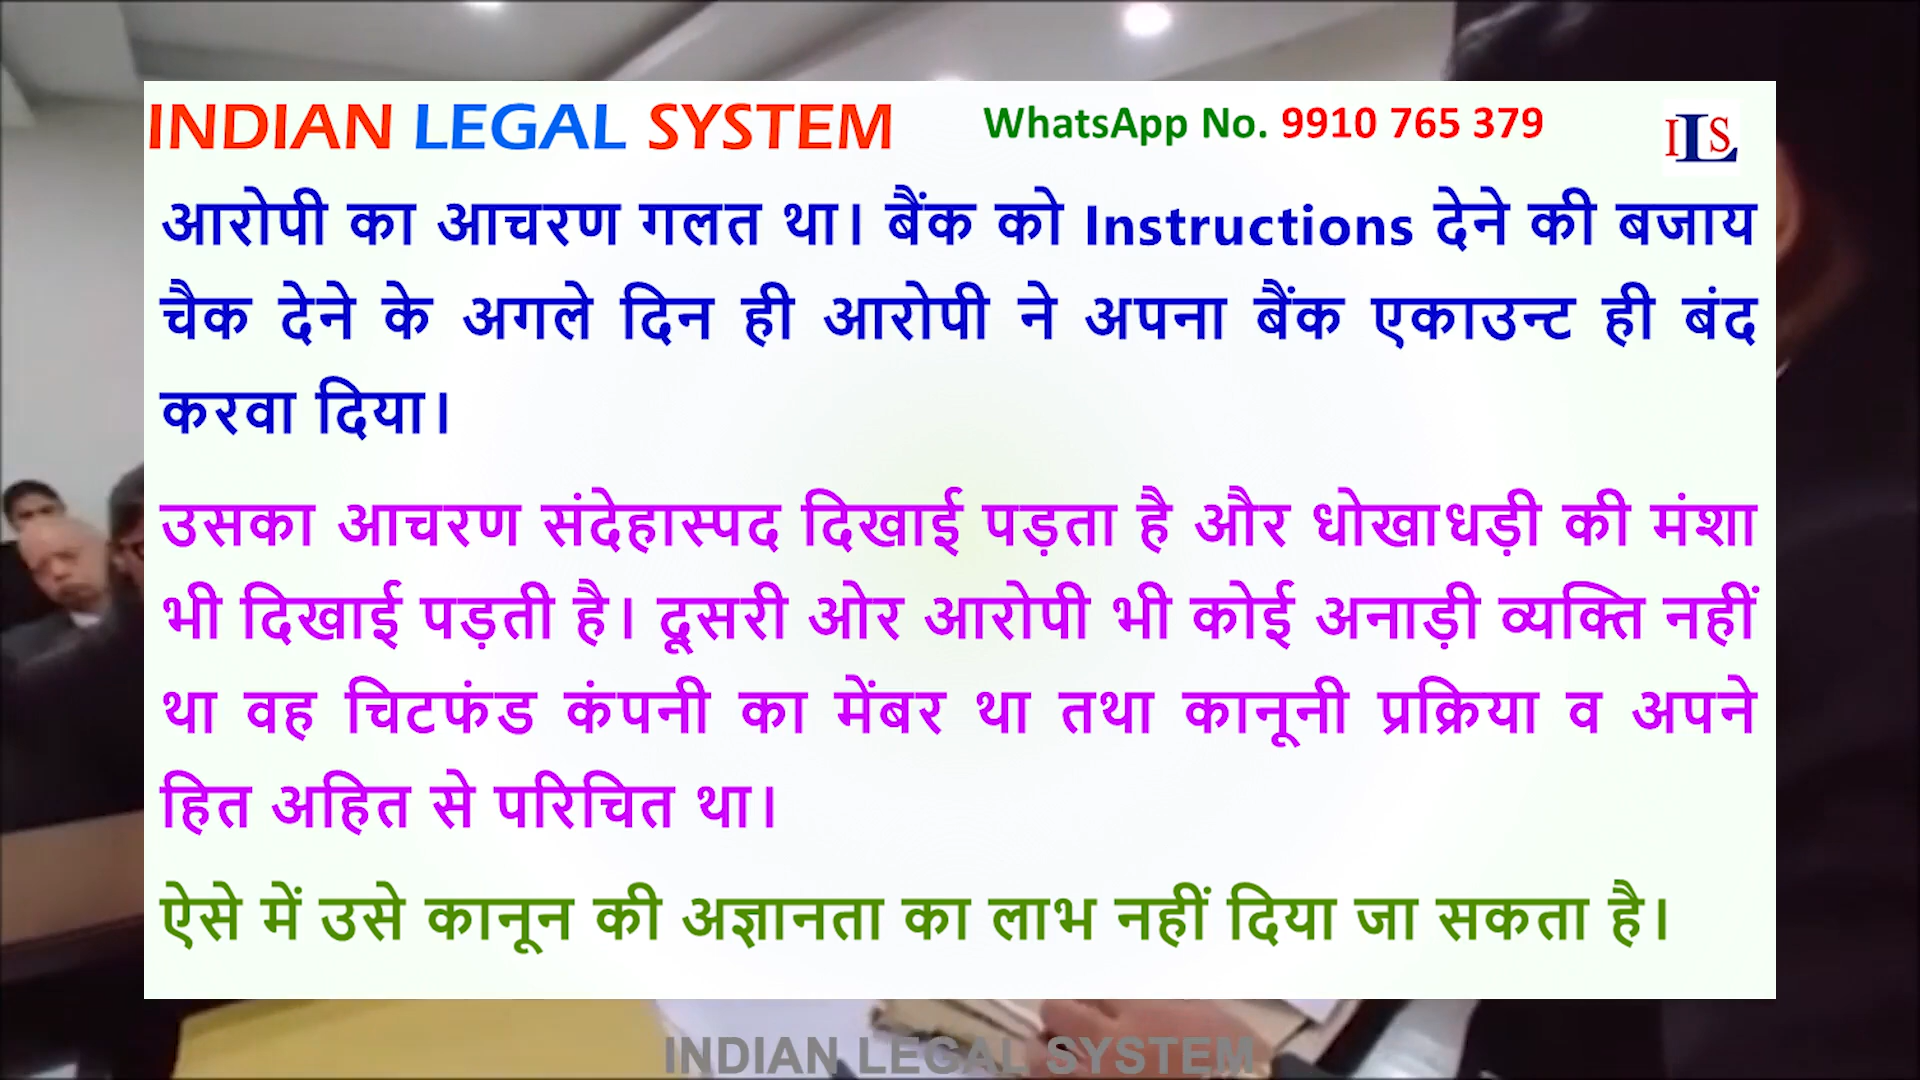 INDIAN LEGAL SYSTEM WhatsApp No. 9910 765 379 ILS
आरोपी का आचरण गलत था। बैंक को Instructions देने की बजाय
चैक देने के अगले दिन ही आरोपी ने अपना बैंक एकाउन्ट ही बंद
करवा दिया।
उसका आचरण संदेहास्पद दिखाई पड़ता है और धोखाधड़ी की मंशा
भी दिखाई पड़ती है। दूसरी ओर आरोपी भी कोई अनाड़ी व्यक्ति नहीं
था वह चिटफंड कंपनी का मेंबर था तथा कानूनी प्रक्रिया व अपने
हित अहित से परिचित था।
ऐसे में उसे कानून की अज्ञानता का लाभ नहीं दिया जा सकता है।
INDIAN LEGAL SYSTEM